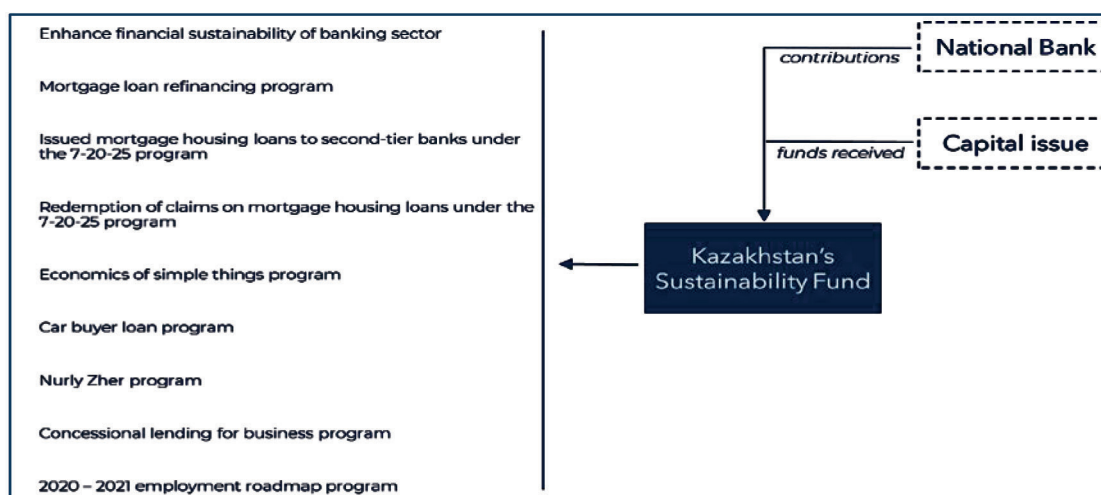 Enhance financial sustainability of banking sector
Mortgage loan refinancing program
Issued mortgage housing loans to second-tier banks under
the 7-20-25 program
Redemption of claims on mortgage housing loans under the
7-20-25 program
Economics of simple things program
Car buyer loan program
Nurly Zher program
Concessional lending for business program
2020 – 2021 employment roadmap program
National Bank
contributions
Capital issue
funds received
Kazakhstan's
Sustainability Fund